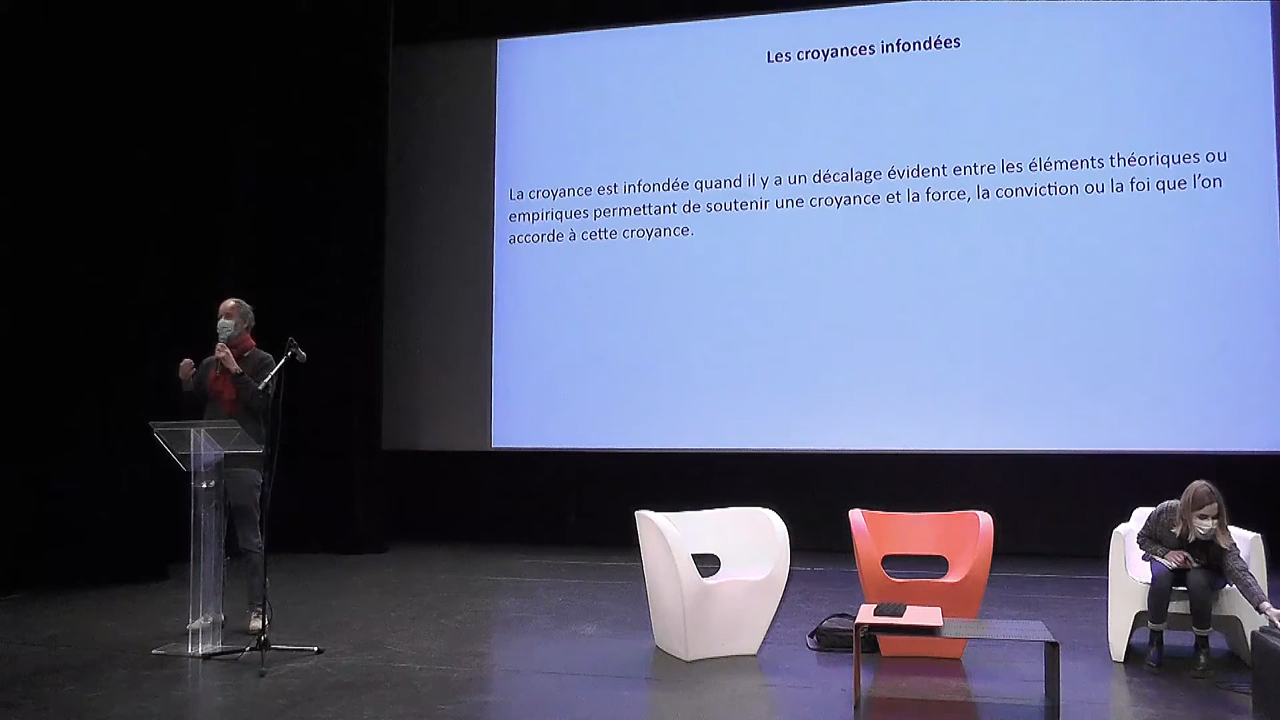 Les croyances infondées
La croyance est infondée quand il y a un décalage évident entre les éléments théoriques ou
empiriques permettant de soutenir une croyance et la force, la conviction ou la foi que l’on
accorde à cette croyance.